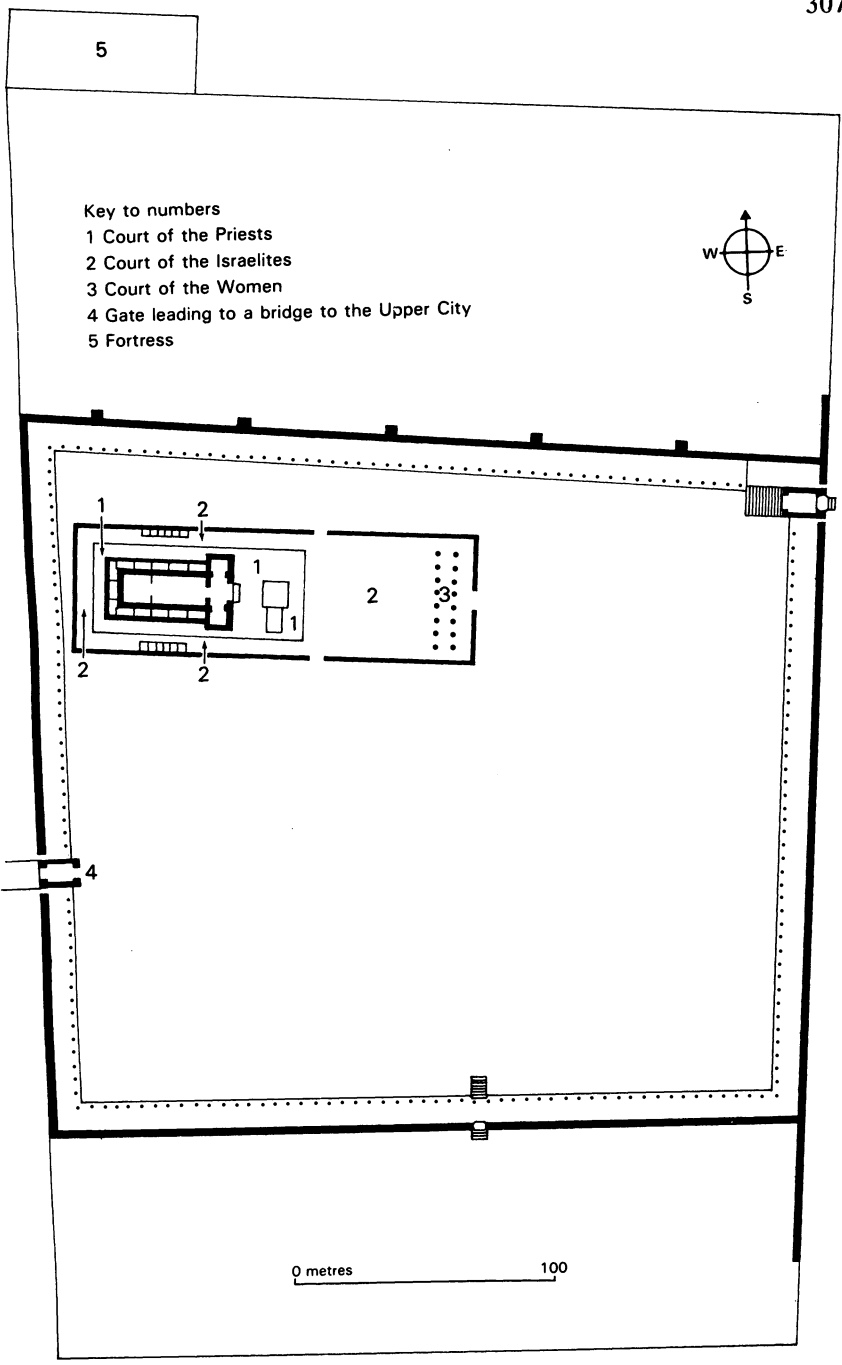 307
5
Key to numbers
1 Court of the Priests
2 Court of the Israelites
3 Court of the Women
4 Gate leading to a bridge to the Upper City
5 Fortress
W E
S
1 2
1
2 3
1
2 2
4
0 metres 100